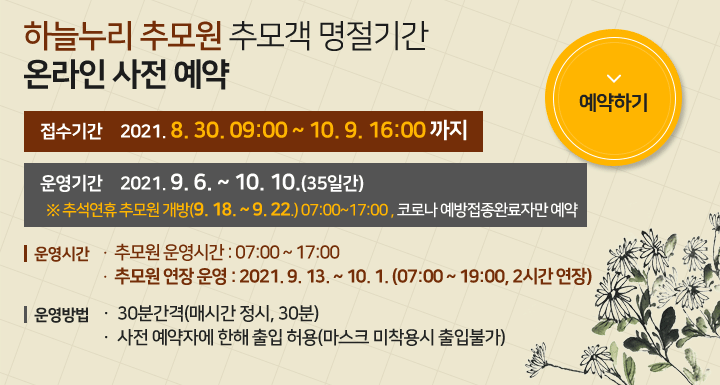 하늘누리 추모원 추모객 명절기간
온라인 사전 예약
예약하기
접수기간 2021. 8. 30. 09:00 ~ 10. 9. 16:00 까지
운영기간 2021. 9. 6. ~ 10. 10.(35일간)
※ 추석연휴 추모원 개방(9. 18. ~ 9. 22.) 07:00~17:00 , 코로나 예방접종완료자만 예약
운영시간 · 추모원 운영시간 : 07:00 ~ 17:00
· 추모원 연장 운영 : 2021. 9. 13. ~ 10. 1. (07:00 ~ 19:00, 2시간 연장)
운영방법 · 30분간격(매시간 정시, 30분)
· 사전 예약자에 한해 출입 허용(마스크 미착용시 출입불가)